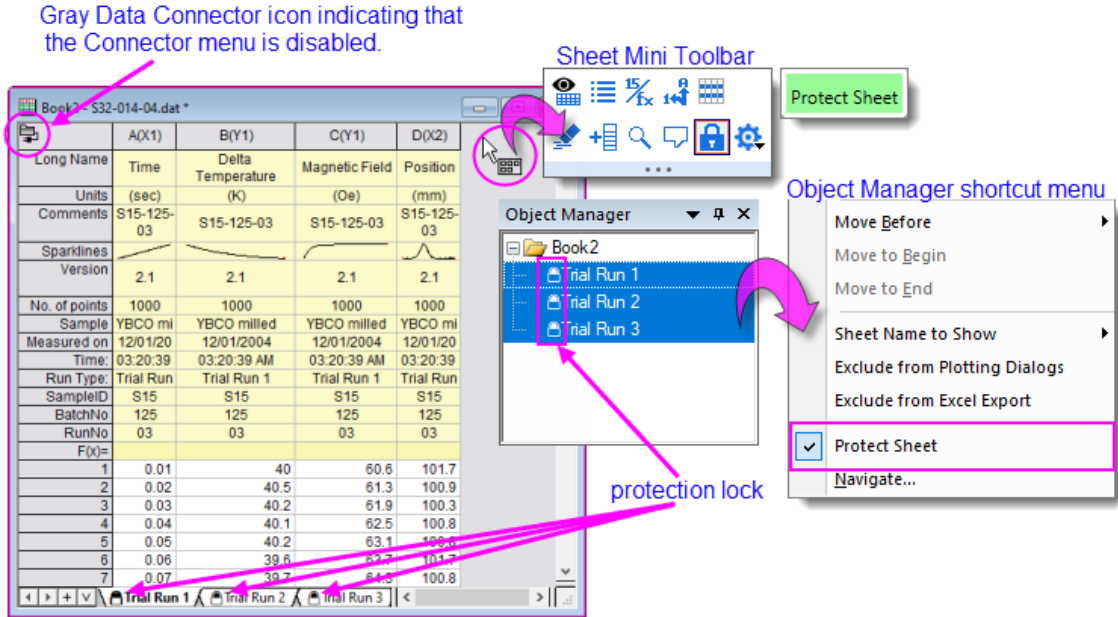 Gray Data Connector icon indicating that
the Connector menu is disabled.
Sheet Mini Toolbar
Protect Sheet
Book2 - S32-014-04.dat *
A(X1) B(Y1) C(Y1) D(X2)
Long Name Time Delta Temperature Magnetic Field Position
Units (sec) (K) (Oe) (mm)
Comments S15-125-03 S15-125-03 S15-125-03 S15-125-03
Sparklines
Version 2.1 2.1 2.1 2.1
No. of points 1000 1000 1000 1000
Sample YBCO mi YBCO milled YBCO milled YBCO mi
Measured on 12/01/20 12/01/2004 12/01/2004 12/01/20
Time: 03:20:39 03:20:39 AM 03:20:39 AM 03:20:39
Run Type: Trial Run Trial Run 1 Trial Run 1 Trial Run
SampleID S15 S15 S15 S15
BatchNo 125 125 125 125
RunNo 03 03 03 03
F(x)=
1 0.01 40 60.6 101.7
2 0.02 40.5 61.3 100.9
3 0.03 40.2 61.9 100.3
4 0.04 40.1 62.5 100.8
5 0.05 40.2 63.1
6 0.06 39.6 63.7 101.7
7 0.07 39.7 64.3 100.8
Trial Run 1 Trial Run 2 Trial Run 3
Object Manager
Book2
Trial Run 1
Trial Run 2
Trial Run 3
protection lock
Object Manager shortcut menu
Move Before
Move to Begin
Move to End
Sheet Name to Show
Exclude from Plotting Dialogs
Exclude from Excel Export
Protect Sheet
Navigate...